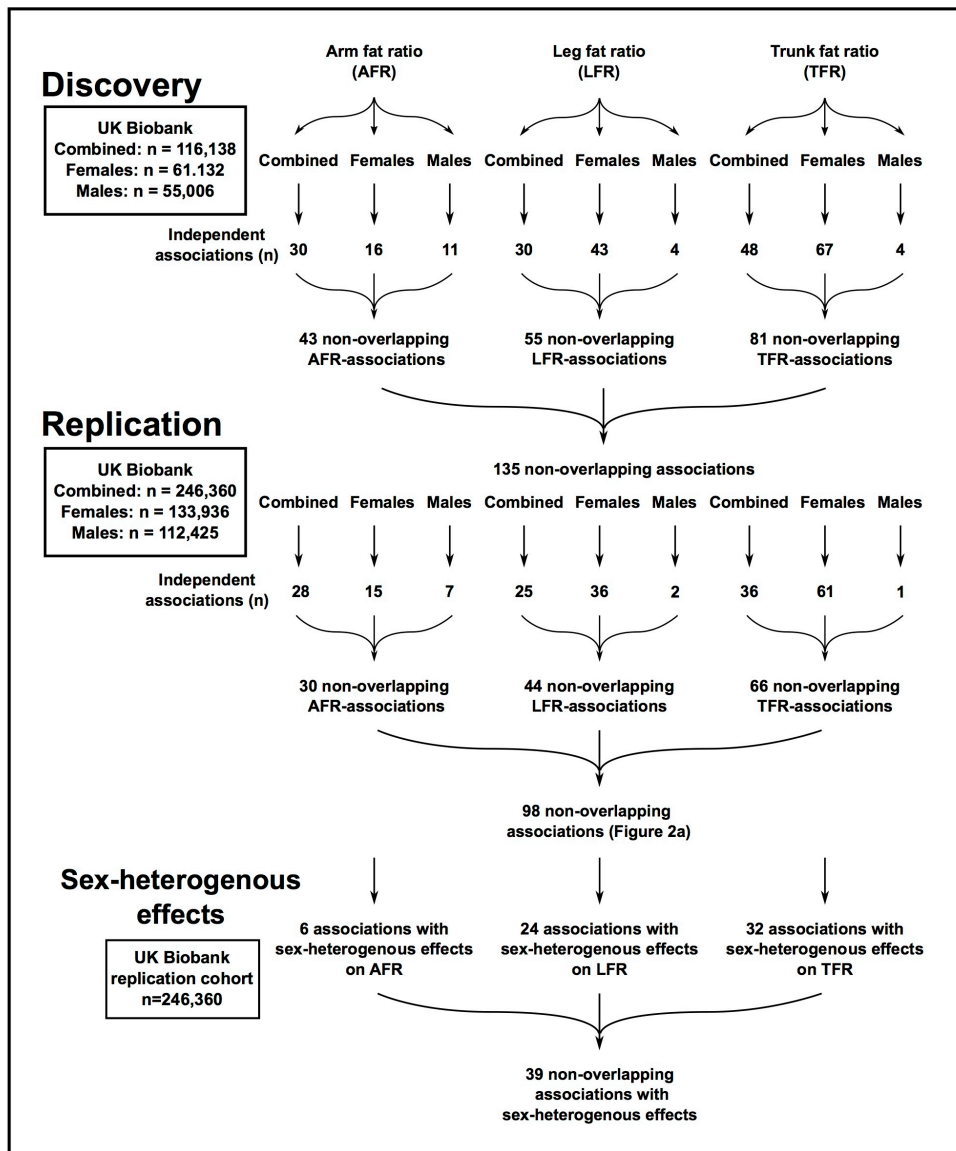 Arm fat ratio
(AFR)
Leg fat ratio
(LFR)
Trunk fat ratio
(TFR)
Discovery
UK Biobank
Combined: n = 116,138
Females: n = 61.132
Males: n = 55,006
Combined Females Males Combined Females Males Combined Females Males
Independent
associations (n)
30 16 11 30 43 4 48 67 4
43 non-overlapping
AFR-associations
55 non-overlapping
LFR-associations
81 non-overlapping
TFR-associations
Replication
UK Biobank
Combined: n = 246,360
Females: n = 133,936
Males: n = 112,425
135 non-overlapping associations
Combined Females Males Combined Females Males Combined Females Males
Independent
associations (n)
28 15 7 25 36 2 36 61 1
30 non-overlapping
AFR-associations
44 non-overlapping
LFR-associations
66 non-overlapping
TFR-associations
98 non-overlapping
associations (Figure 2a)
Sex-heterogenous
effects
UK Biobank
replication cohort
n=246,360
6 associations with
sex-heterogenous effects
on AFR
24 associations with
sex-heterogenous effects
on LFR
32 associations with
sex-heterogenous effects
on TFR
39 non-overlapping
associations with
sex-heterogenous effects